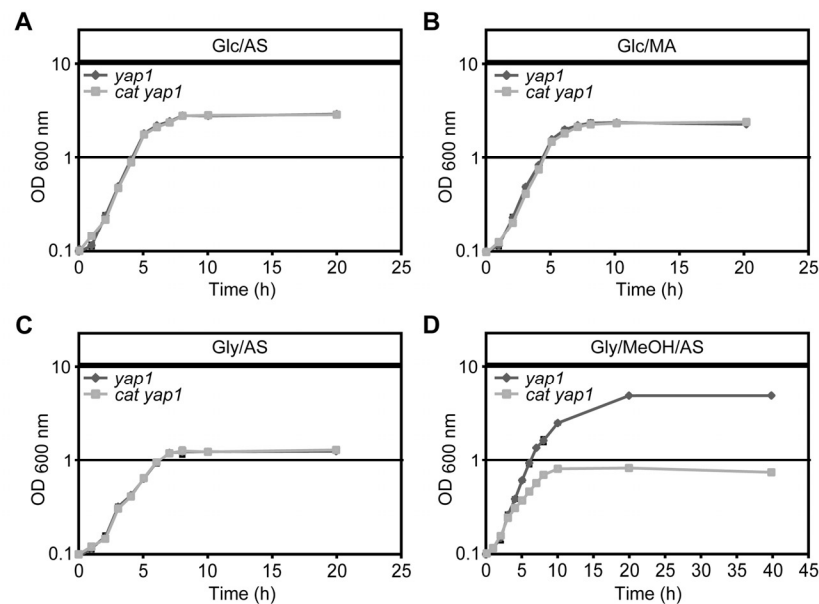 A
Glc/AS
10
yap1
cat yap1
1
0.1
OD 600 nm
0 5 10 15 20 25
Time (h)
B
Glc/MA
10
yap1
cat yap1
1
0.1
OD 600 nm
0 5 10 15 20 25
Time (h)
C
Gly/AS
10
yap1
cat yap1
1
0.1
OD 600 nm
0 5 10 15 20 25
Time (h)
D
Gly/MeOH/AS
10
yap1
cat yap1
1
0.1
OD 600 nm
0 5 10 15 20 25 30 35 40 45
Time (h)